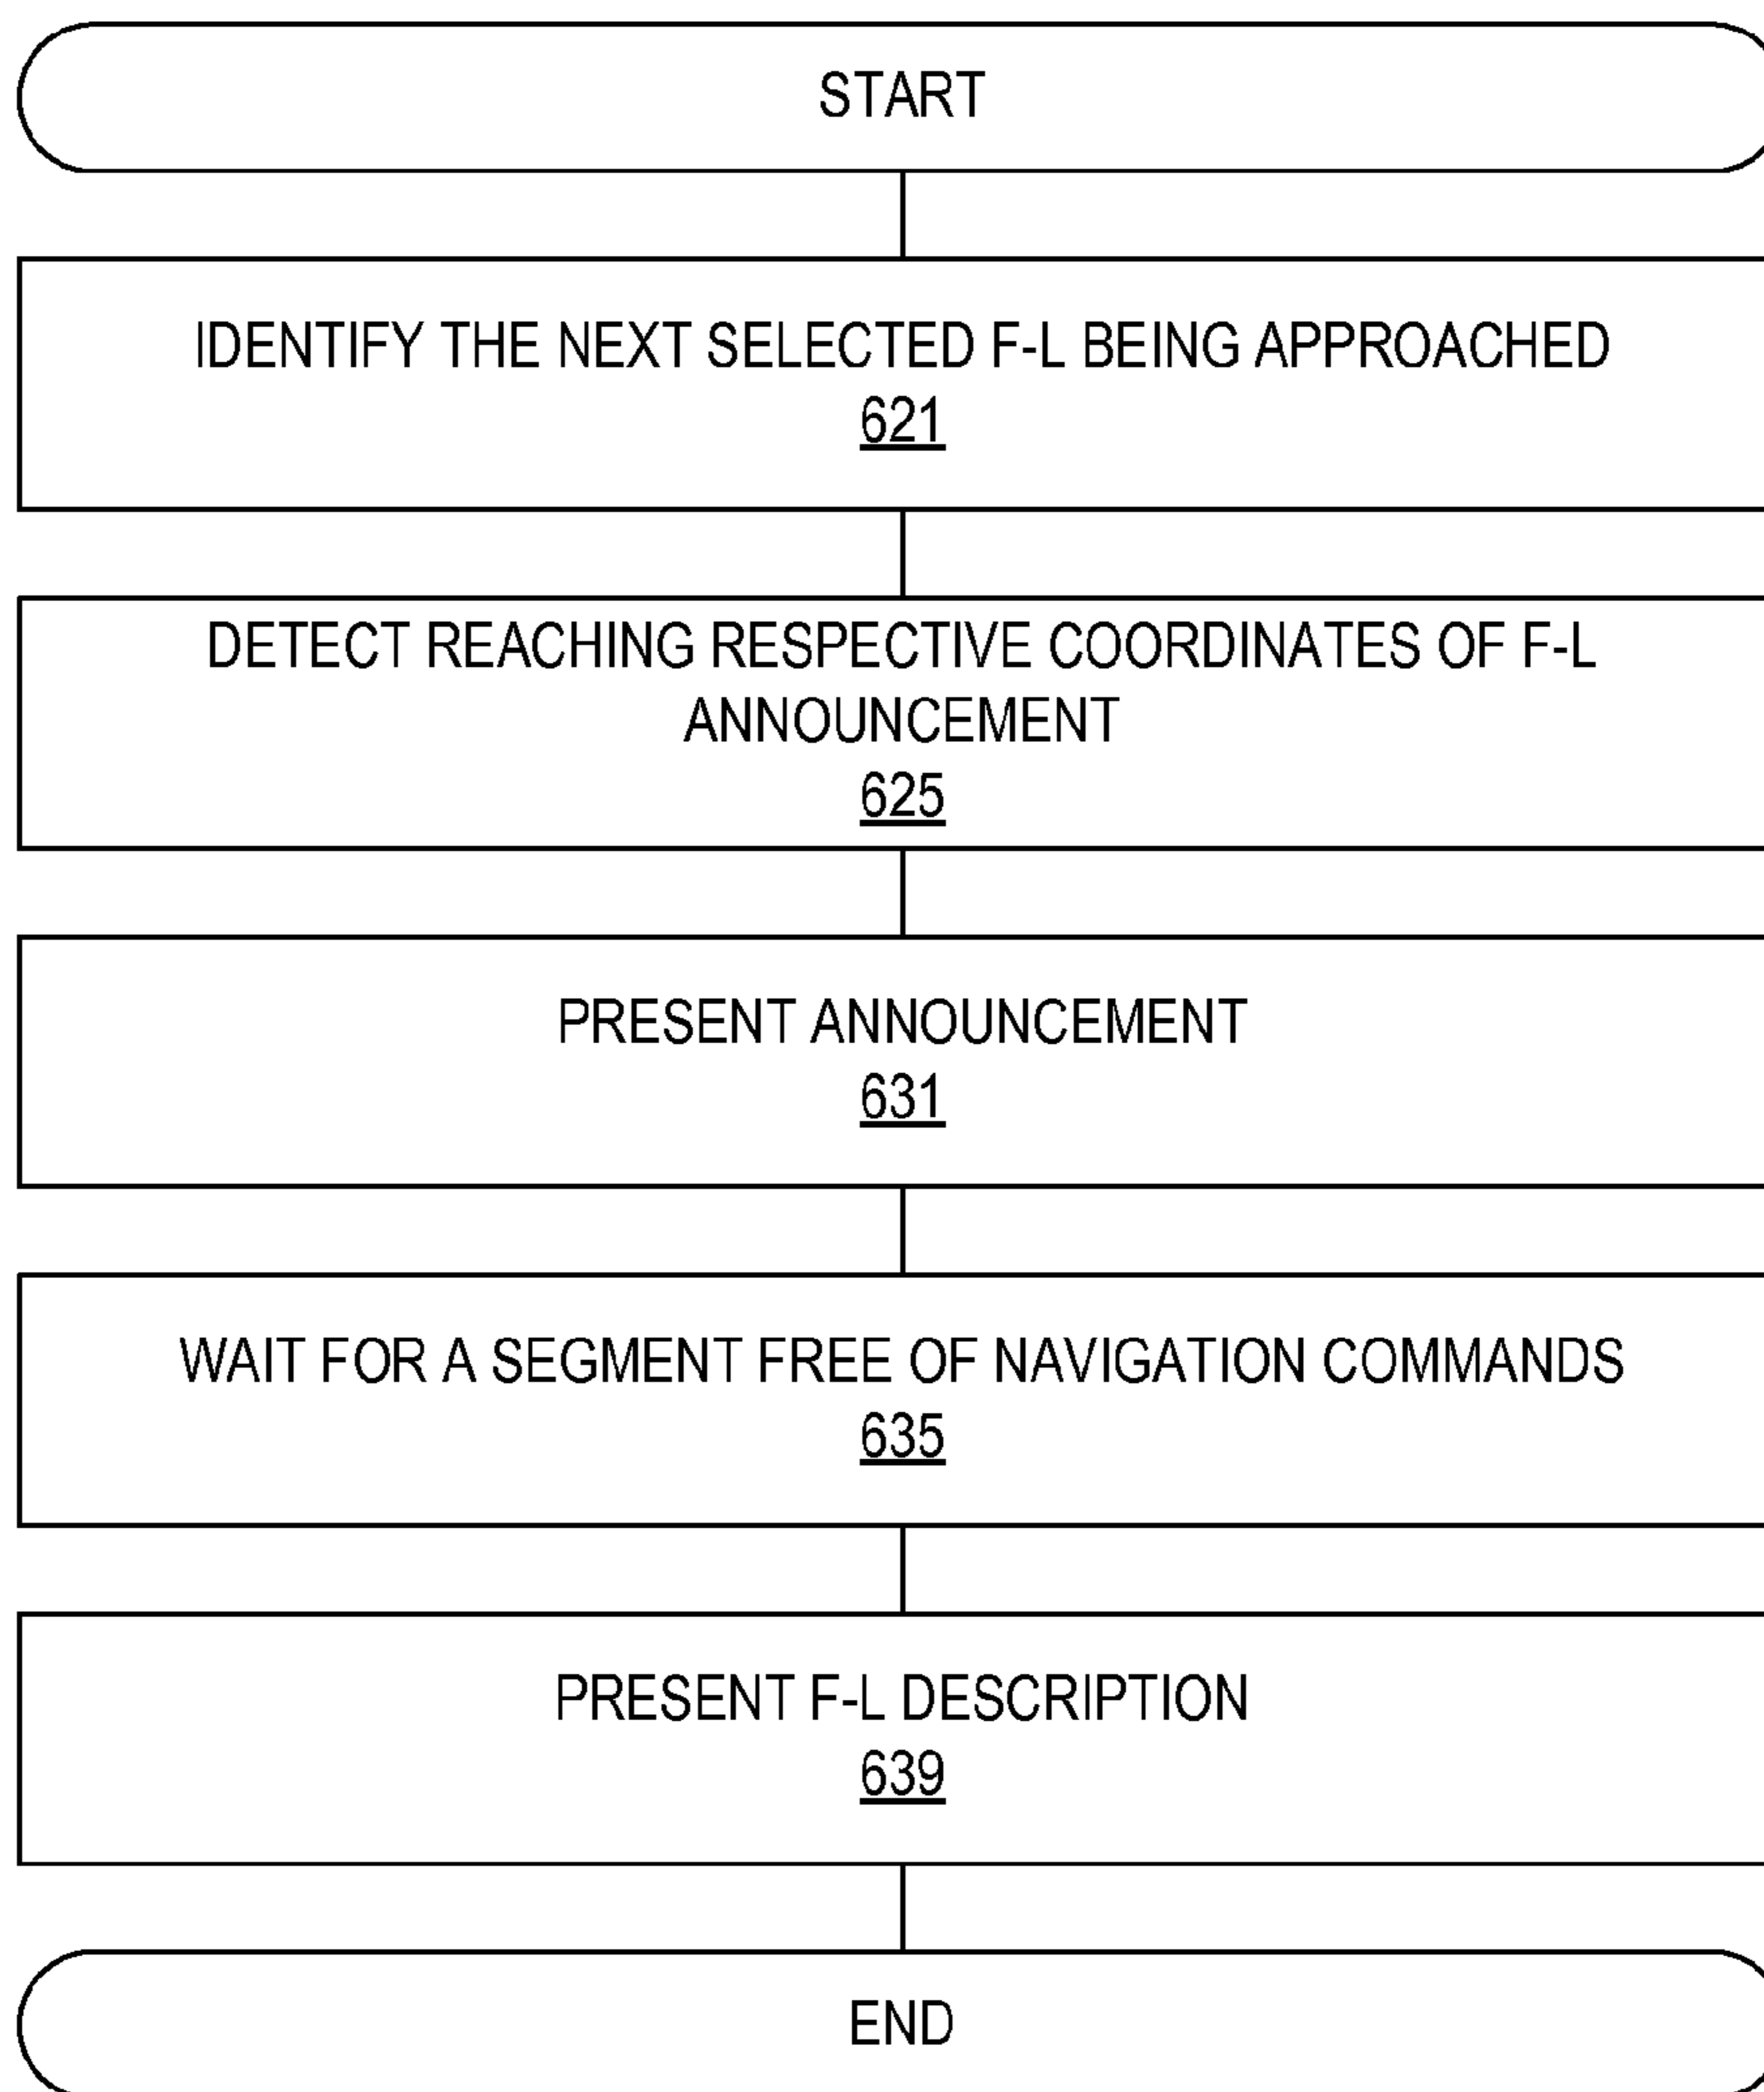 START
IDENTIFY THE NEXT SELECTED F-L BEING APPROACHED
621
DETECT REACHING RESPECTIVE COORDINATES OF F-L
ANNOUNCEMENT
625
PRESENT ANNOUNCEMENT
631
WAIT FOR A SEGMENT FREE OF NAVIGATION COMMANDS
635
PRESENT F-L DESCRIPTION
639
END